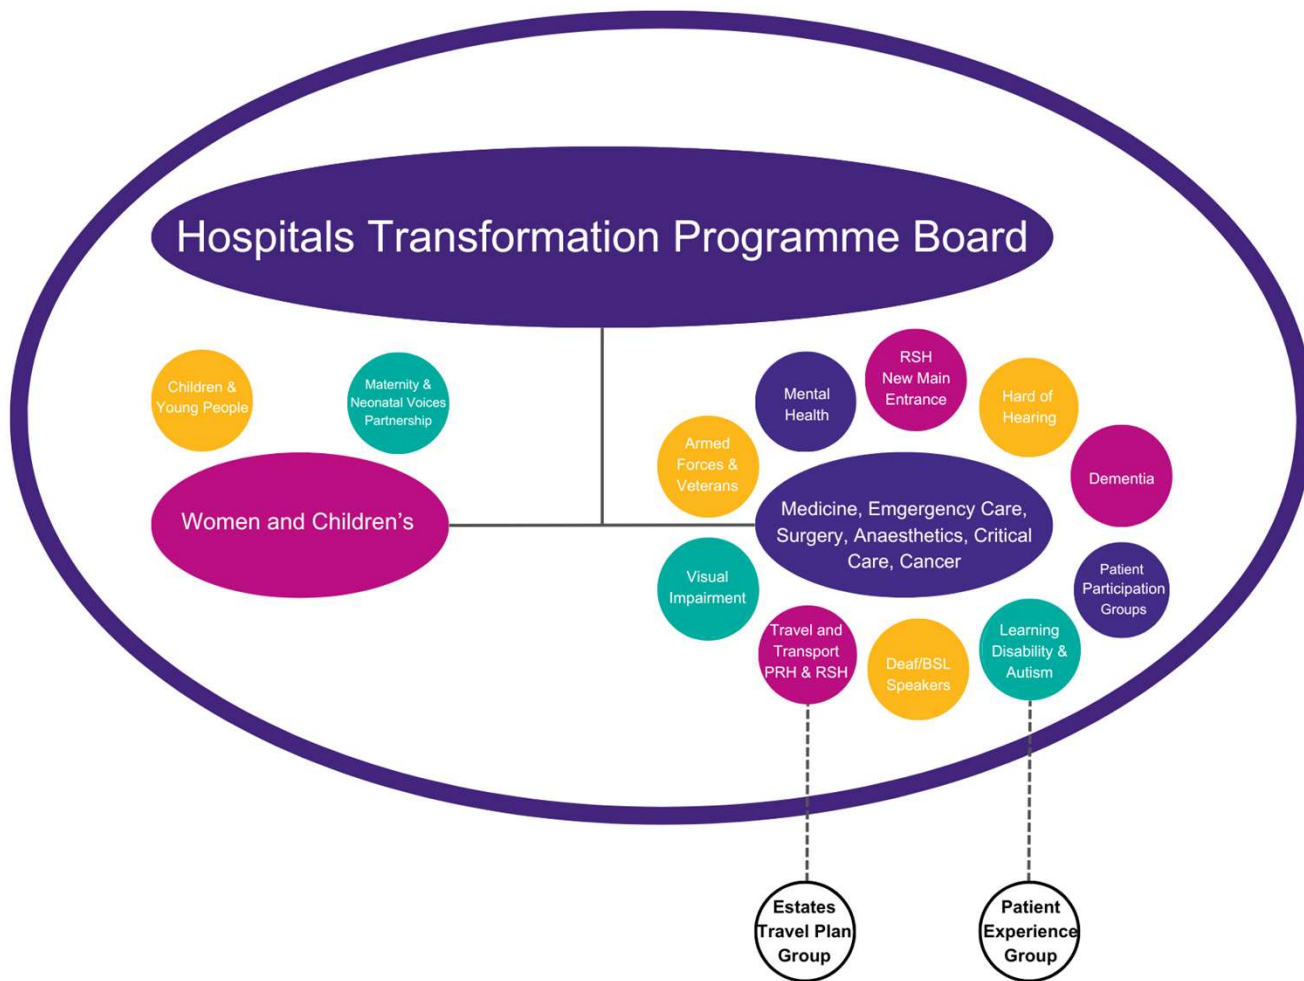 Hospitals Transformation Programme Board
Children &
Young People
Maternity &
Neonatal Voices
Partnership
Women and Children's
Armed
Forces &
Veterans
Mental
Health
RSH
New Main
Entrance
Hard of
Hearing
Dementia
Medicine, Emgergency Care,
Surgery, Anaesthetics, Critical
Care, Cancer
Visual
Impairment
Travel and
Transport
PRH & RSH
Deaf/BSL
Speakers
Learning
Disability &
Autism
Patient
Participation
Groups
Estates
Travel Plan
Group
Patient
Experience
Group